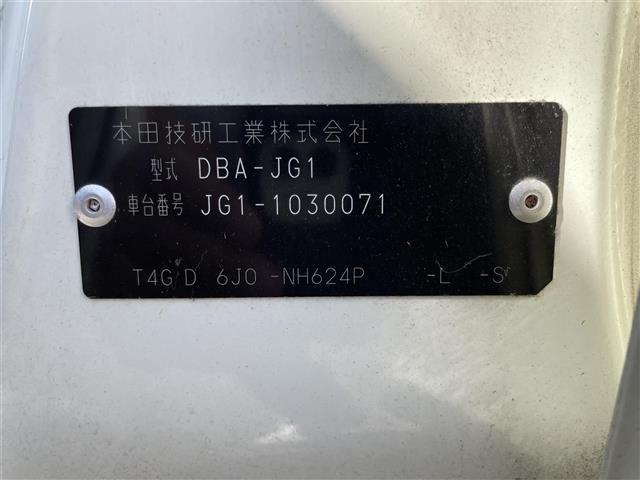 本田技研工業株式会社
型式 DBA-JG1
車台番号 JG1-1030071
T4G D 6J0 -NH624P -L -S